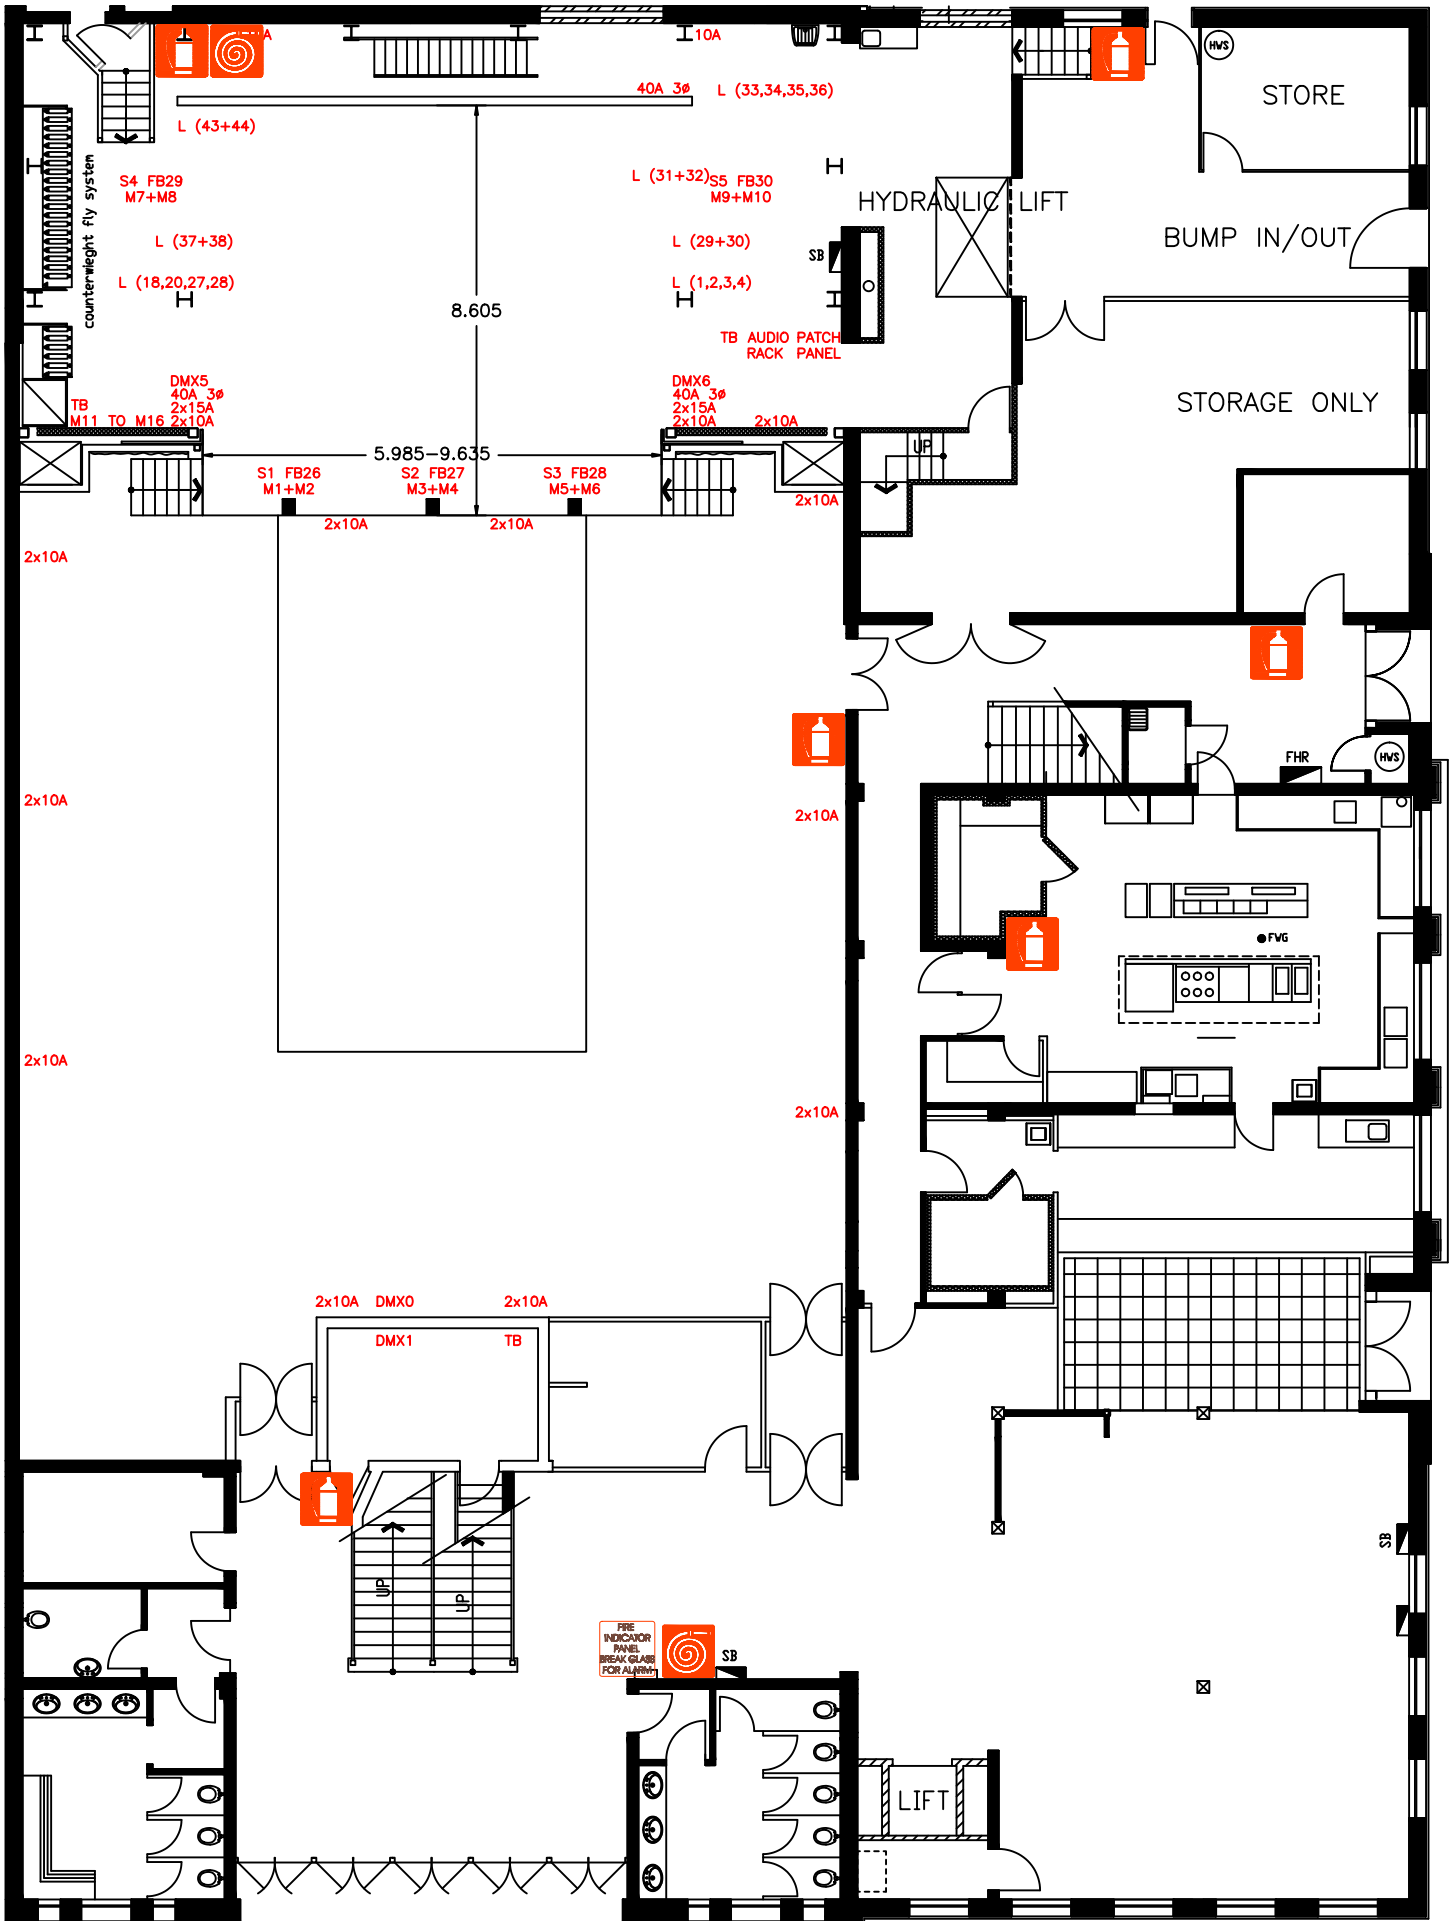 10A
HWS
STORE
40A 3ø
L (33,34,35,36)
L (43+44)
counterwieght fly system
S4 FB29
M7+M8
L (31+32)
S5 FB30
M9+M10
HYDRAULIC LIFT
BUMP IN/OUT
L (37+38)
L (29+30)
SB
L (18,20,27,28)
L (1,2,3,4)
8.605
TB AUDIO PATCH
RACK PANEL
DMX5
40A 3ø
2x15A
2x10A
TB
M11 TO M16
DMX6
40A 3ø
2x15A
2x10A
2x10A
STORAGE ONLY
5.985-9.635
UP
S1 FB26
M1+M2
S2 FB27
M3+M4
S3 FB28
M5+M6
2x10A
2x10A
2x10A
2x10A
FHR
HWS
2x10A
2x10A
FWG
2x10A
2x10A
2x10A
DMX0
2x10A
DMX1
TB
SB
UP
UP
FIRE
INDICATOR
PANEL
BREAK GLASS
FOR ALARM
SB
LIFT